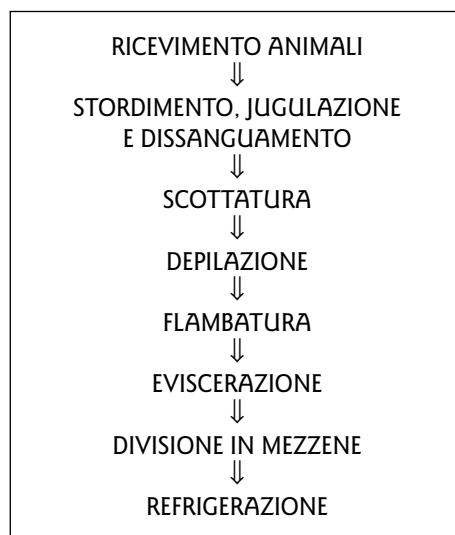 RICEVIMENTO ANIMALI
⇓
STORDIMENTO, JUGULAZIONE
E DISSANGUAMENTO
⇓
SCOTTATURA
⇓
DEPILAZIONE
⇓
FLAMBATURA
⇓
EVISCERAZIONE
⇓
DIVISIONE IN MEZZENE
⇓
REFRIGERAZIONE